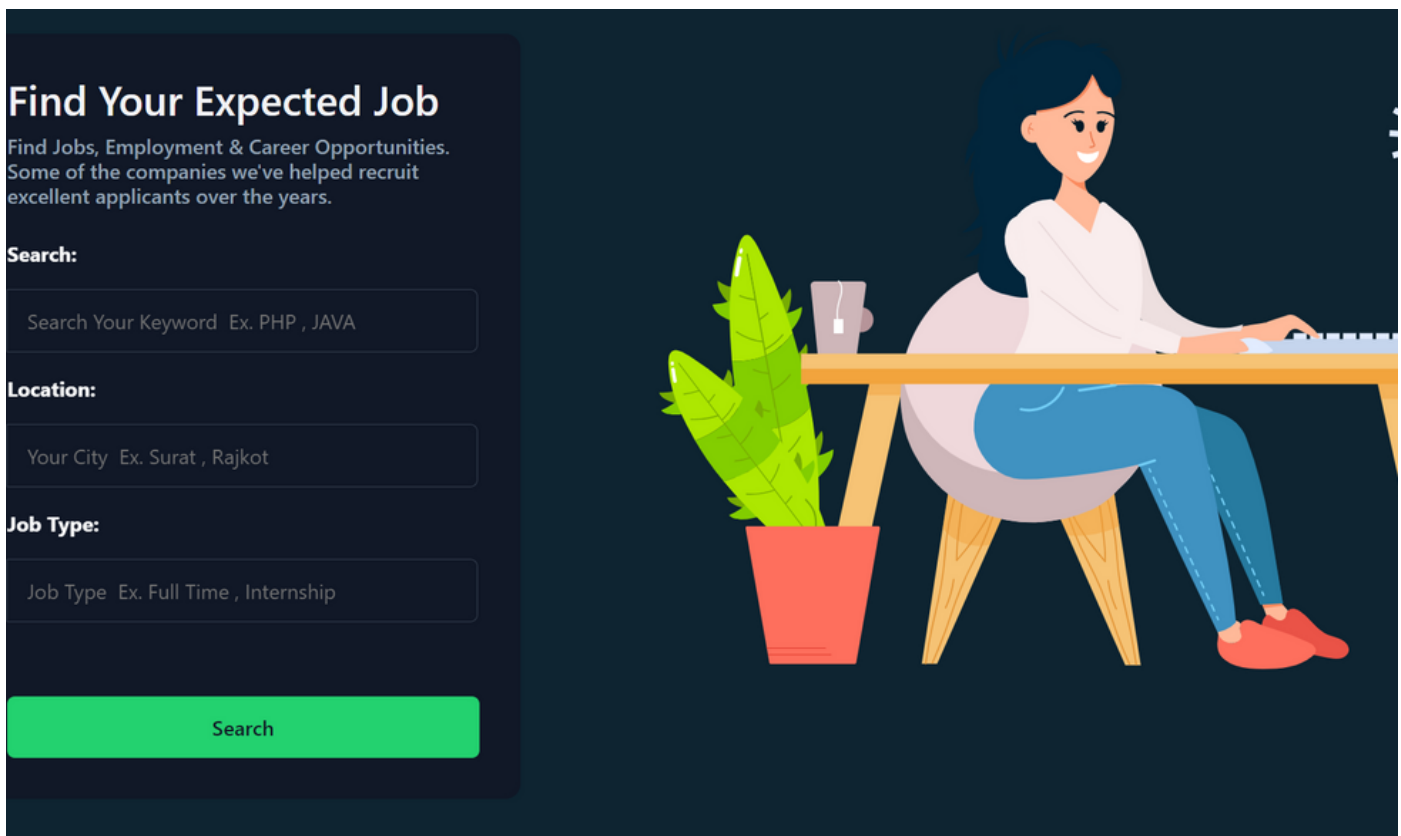 Find Your Expected Job
Find Jobs, Employment & Career Opportunities.
Some of the companies we've helped recruit
excellent applicants over the years.
Search:
Search Your Keyword  Ex. PHP , JAVA
Location:
Your City  Ex. Surat , Rajkot
Job Type:
Job Type  Ex. Full Time , Internship
Search